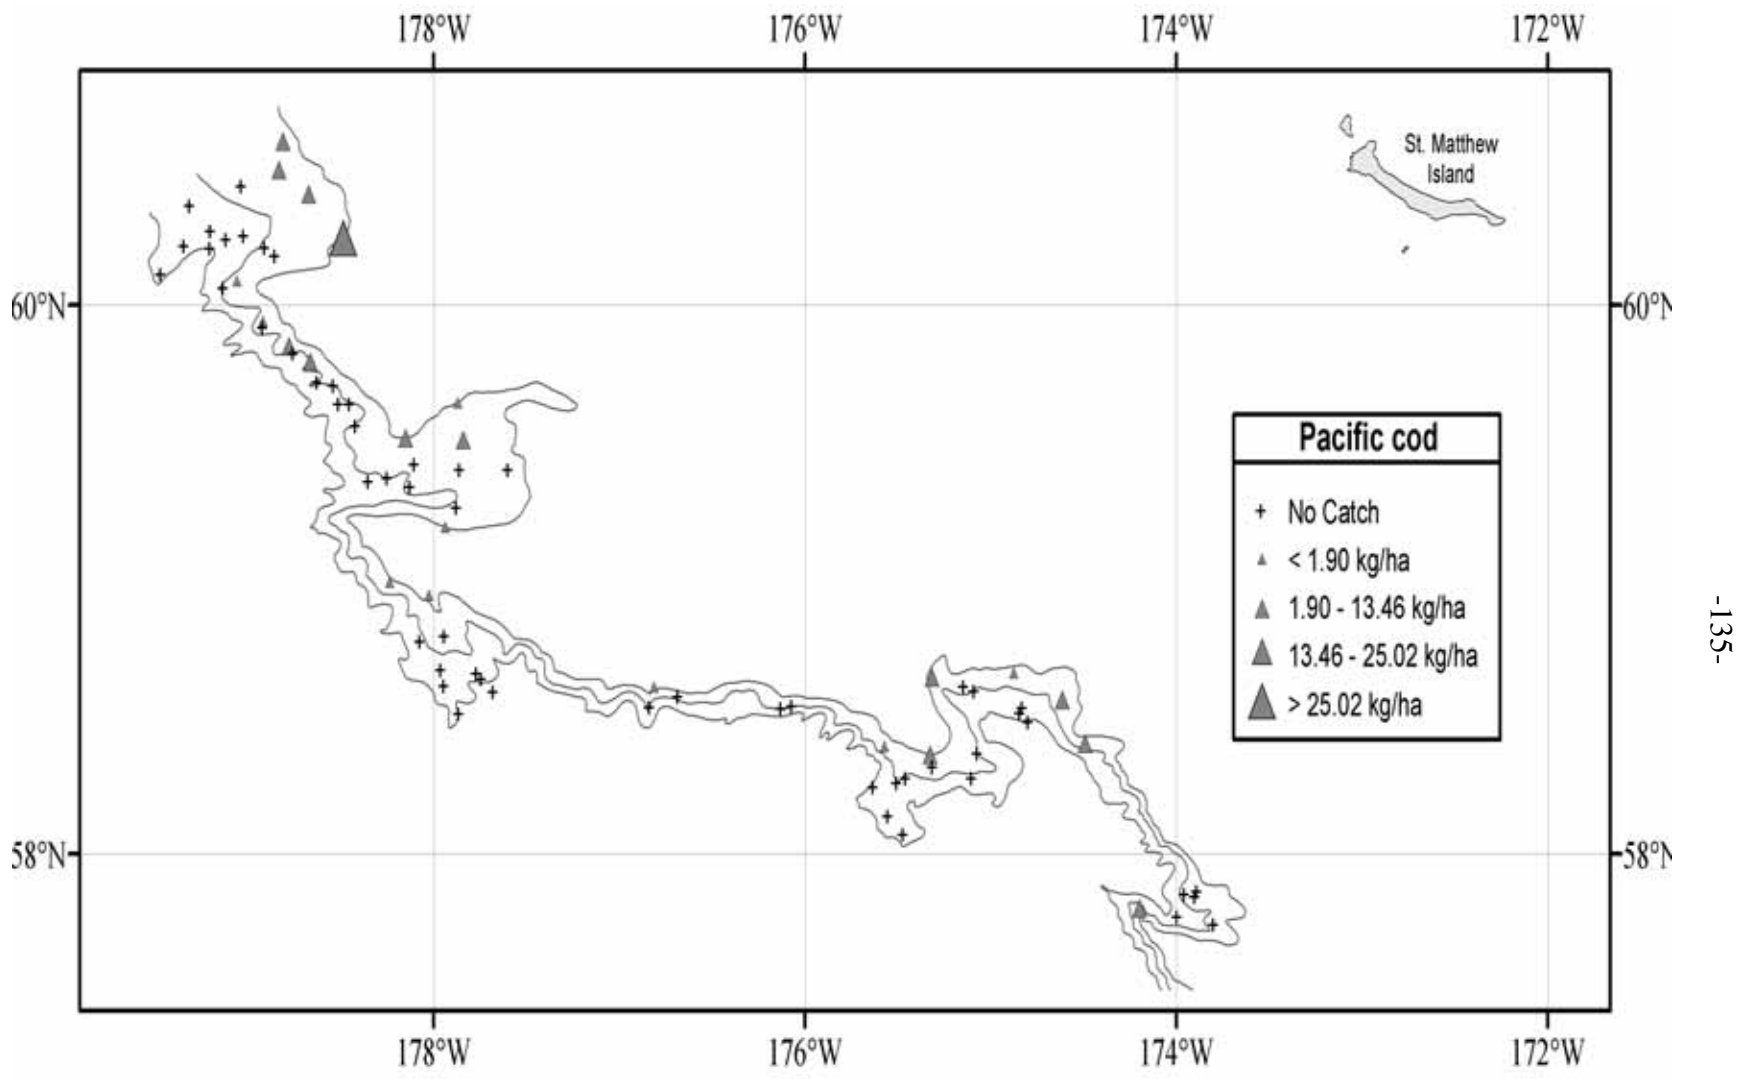 178°W 176°W 174°W 172°W
St. Matthew
Island
60°N 60°N
Pacific cod
No Catch
< 1.90 kg/ha
1.90 - 13.46 kg/ha
13.46 - 25.02 kg/ha
> 25.02 kg/ha
-135-
58°N 58°N
178°W 176°W 174°W 172°W